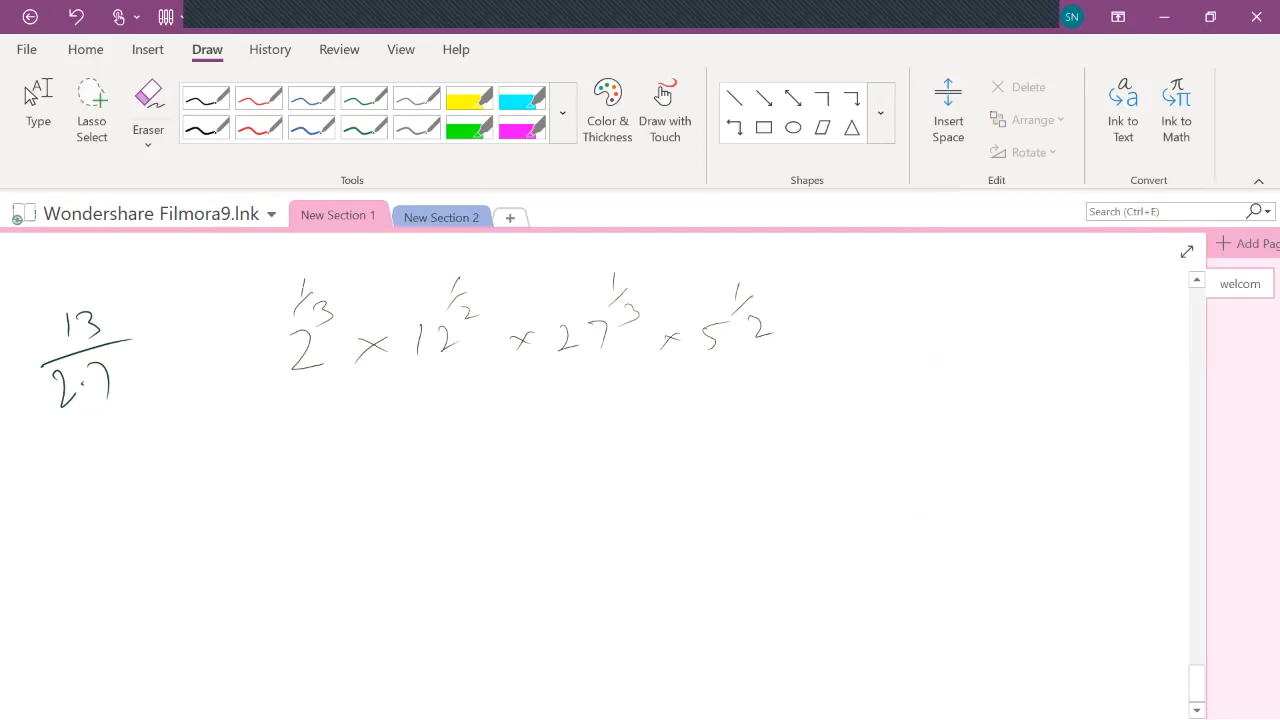 SN
File Home Insert Draw History Review View Help
Type
Lasso Select
Eraser
Color & Thickness
Draw with Touch
Insert Space
Delete
Arrange
Rotate
Ink to Text
Ink to Math
Tools Shapes Edit Convert
Wondershare Filmora9.lnk New Section 1 New Section 2 + Search (Ctrl+E)
+ Add Pag
welcom
13/2·7
2^1/3 × 12^1/2 × 27^1/3 × 5^1/2